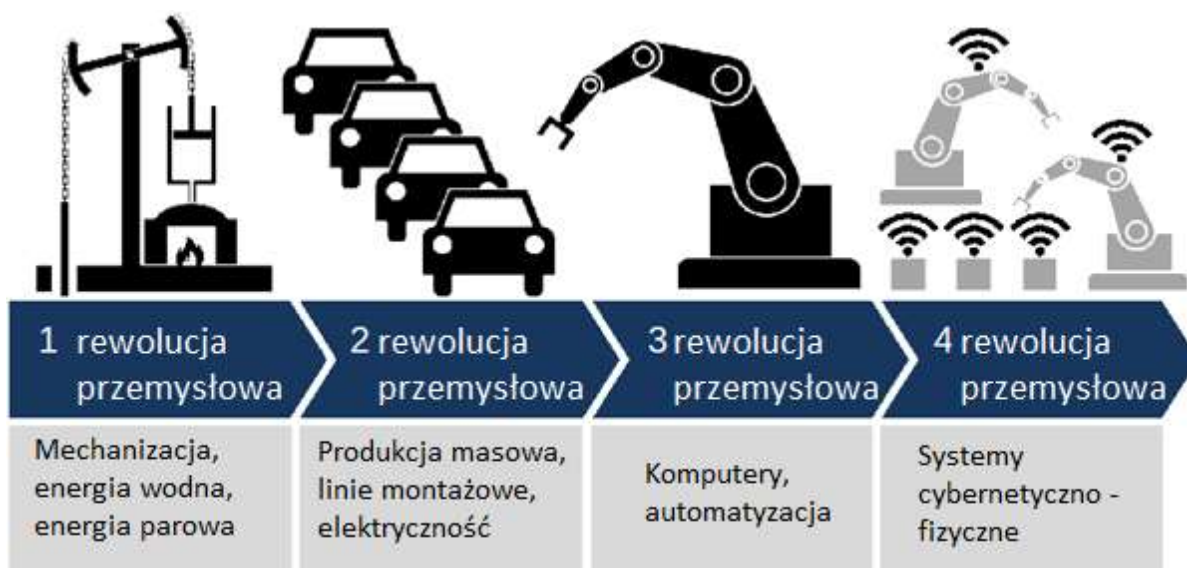 1 rewolucja
przemysłowa
2 rewolucja
przemysłowa
3 rewolucja
przemysłowa
4 rewolucja
przemysłowa
Mechanizacja,
energia wodna,
energia parowa
Produkcja masowa,
linie montażowe,
elektryczność
Komputery,
automatyzacja
Systemy
cybernetyczno -
fizyczne